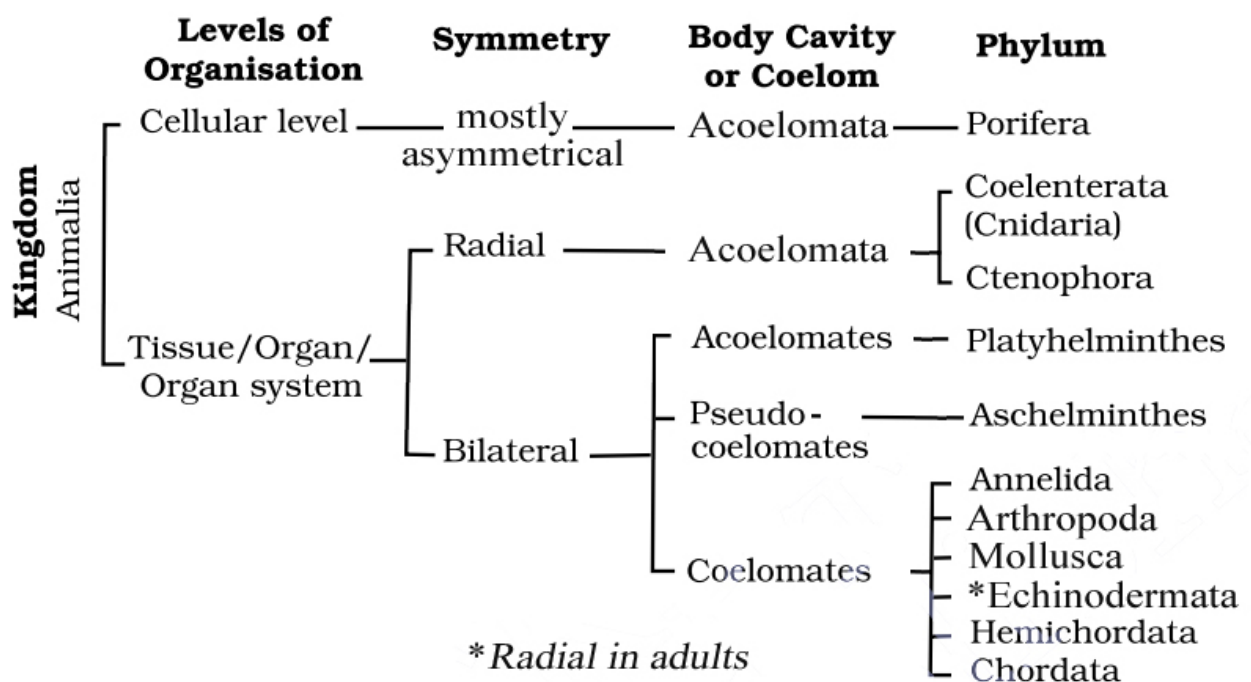 Levels of
Organisation
Symmetry
Body Cavity
or Coelom
Phylum
Kingdom
Animalia
Cellular level
mostly
asymmetrical
Acoelomata
Porifera
Tissue/Organ/
Organ system
Radial
Acoelomata
Coelenterata
(Cnidaria)
Ctenophora
Bilateral
Acoelomates
Platyhelminthes
Pseudo-
coelomates
Aschelminthes
Coelomates
Annelida
Arthropoda
Mollusca
*Echinodermata
Hemichordata
Chordata
*Radial in adults